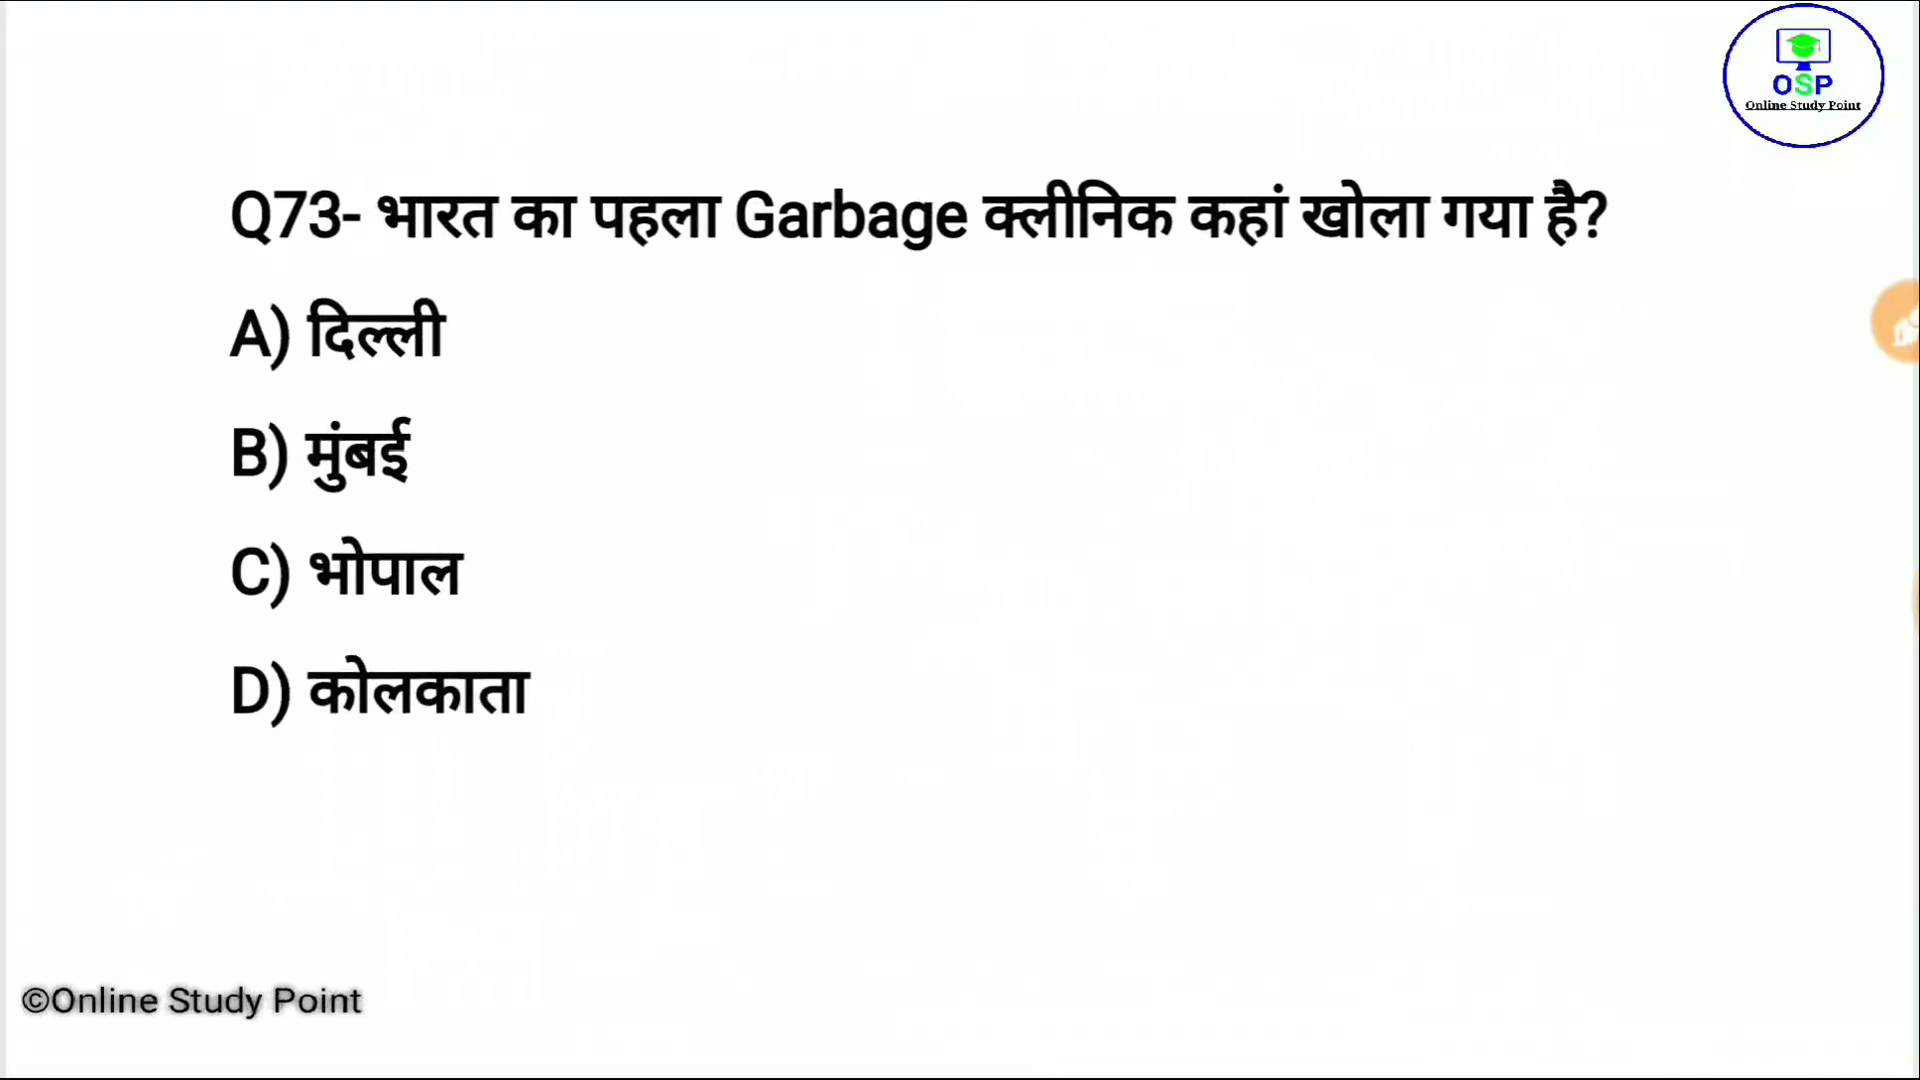 OSP
Online Study Point
Q73- भारत का पहला Garbage क्लीनिक कहां खोला गया है?
A) दिल्ली
B) मुंबई
C) भोपाल
D) कोलकाता
©Online Study Point